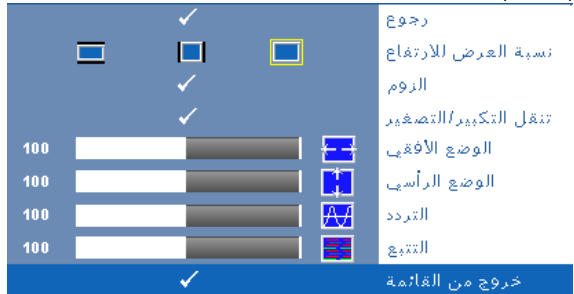 رجوع
نسبة العرض للارتفاع
الزوم
تنقل التكبير/التصغير
الوضع الأفقي 100
الوضع الرأسي 100
التردد 100
التتبع 100
خروج من القائمة